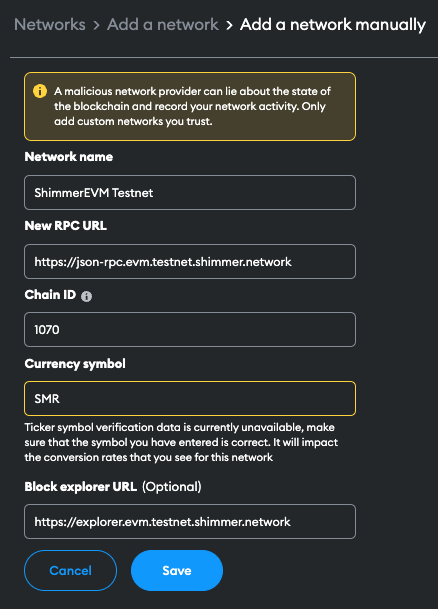 Networks > Add a network > Add a network manually
A malicious network provider can lie about the state of
the blockchain and record your network activity. Only
add custom networks you trust.
Network name
ShimmerEVM Testnet
New RPC URL
https://json-rpc.evm.testnet.shimmer.network
Chain ID
1070
Currency symbol
SMR
Ticker symbol verification data is currently unavailable, make
sure that the symbol you have entered is correct. It will impact
the conversion rates that you see for this network
Block explorer URL (Optional)
https://explorer.evm.testnet.shimmer.network
Cancel Save